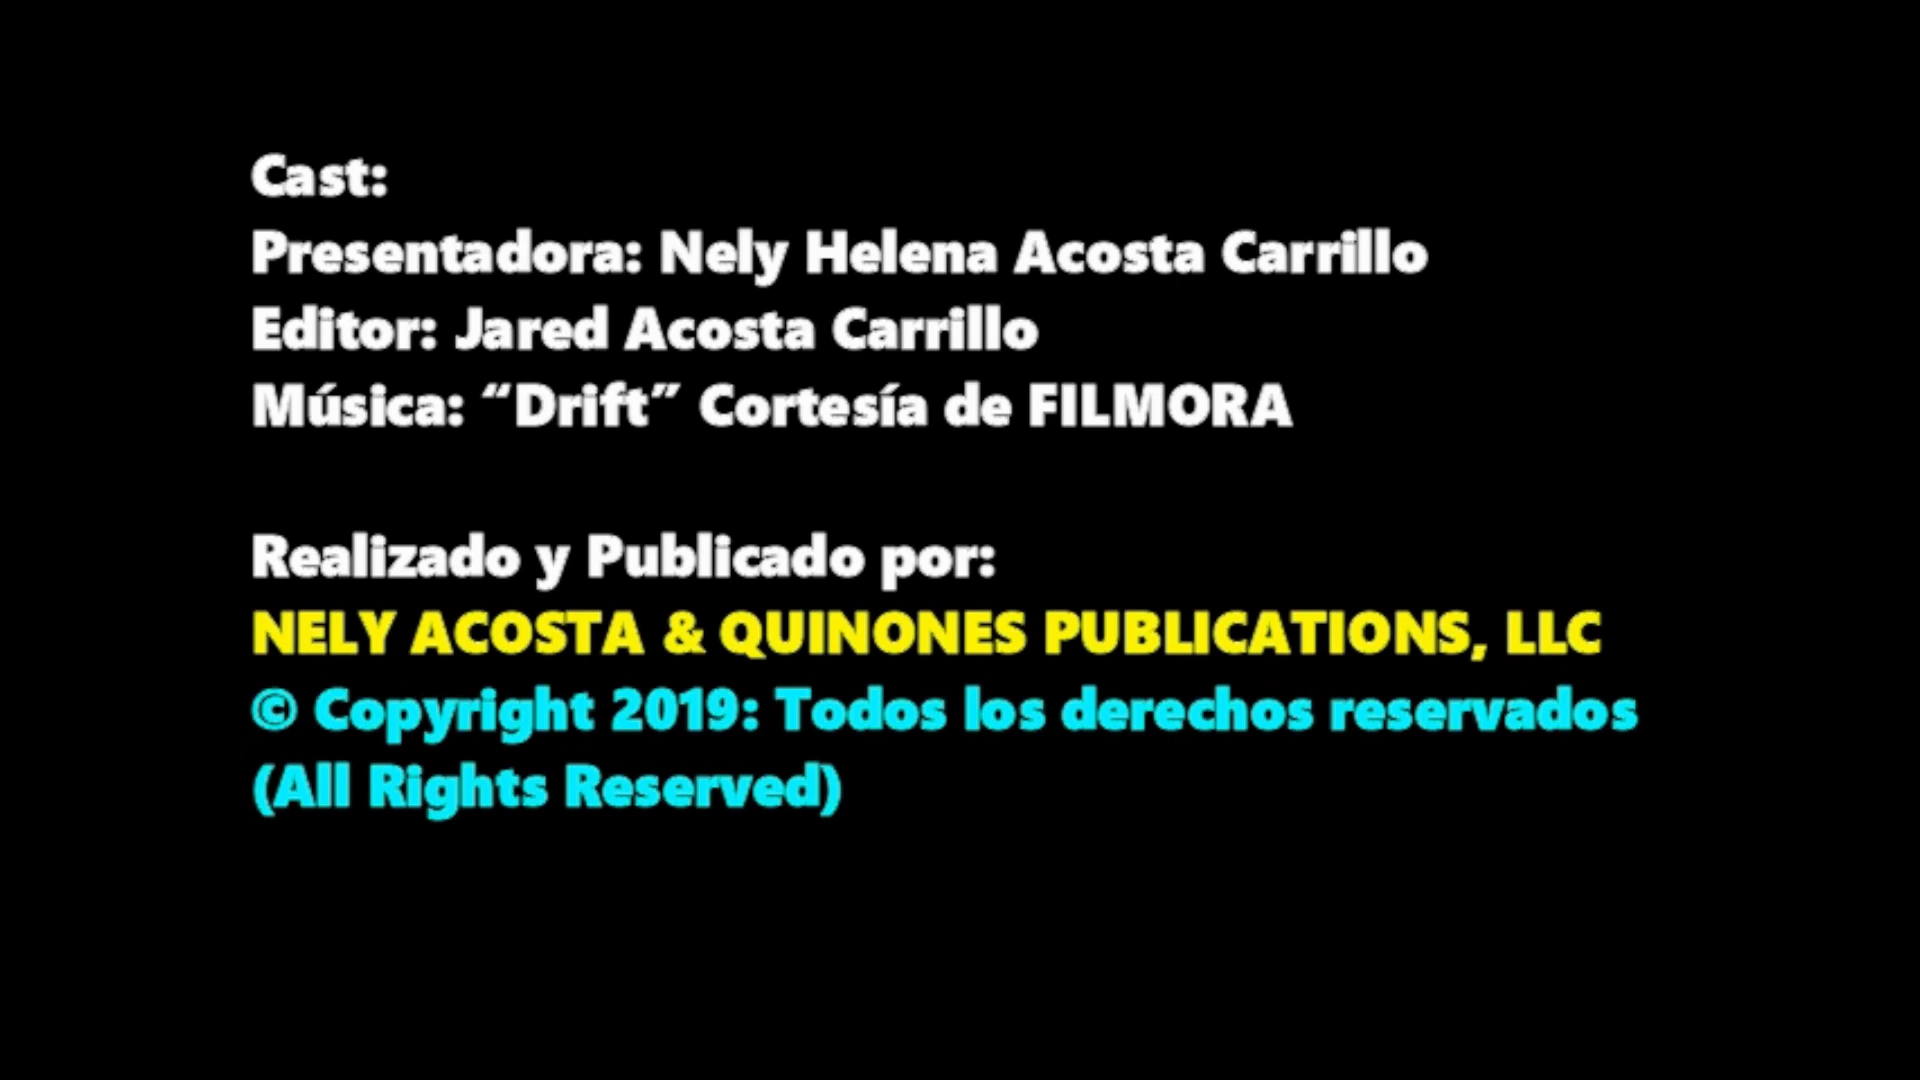 Cast:
Presentadora: Nely Helena Acosta Carrillo
Editor: Jared Acosta Carrillo
Música: “Drift” Cortesía de FILMORA
Realizado y Publicado por:
NELY ACOSTA & QUINONES PUBLICATIONS, LLC
© Copyright 2019: Todos los derechos reservados
(All Rights Reserved)